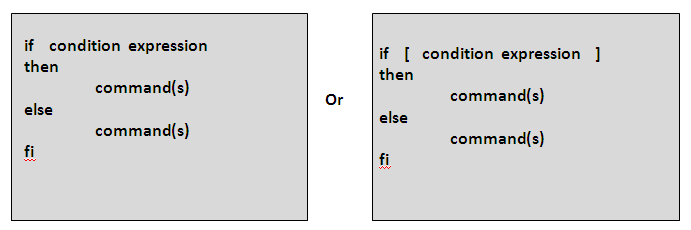 if condition expression
then
command(s)
else
command(s)
fi
Or
if [ condition expression ]
then
command(s)
else
command(s)
fi